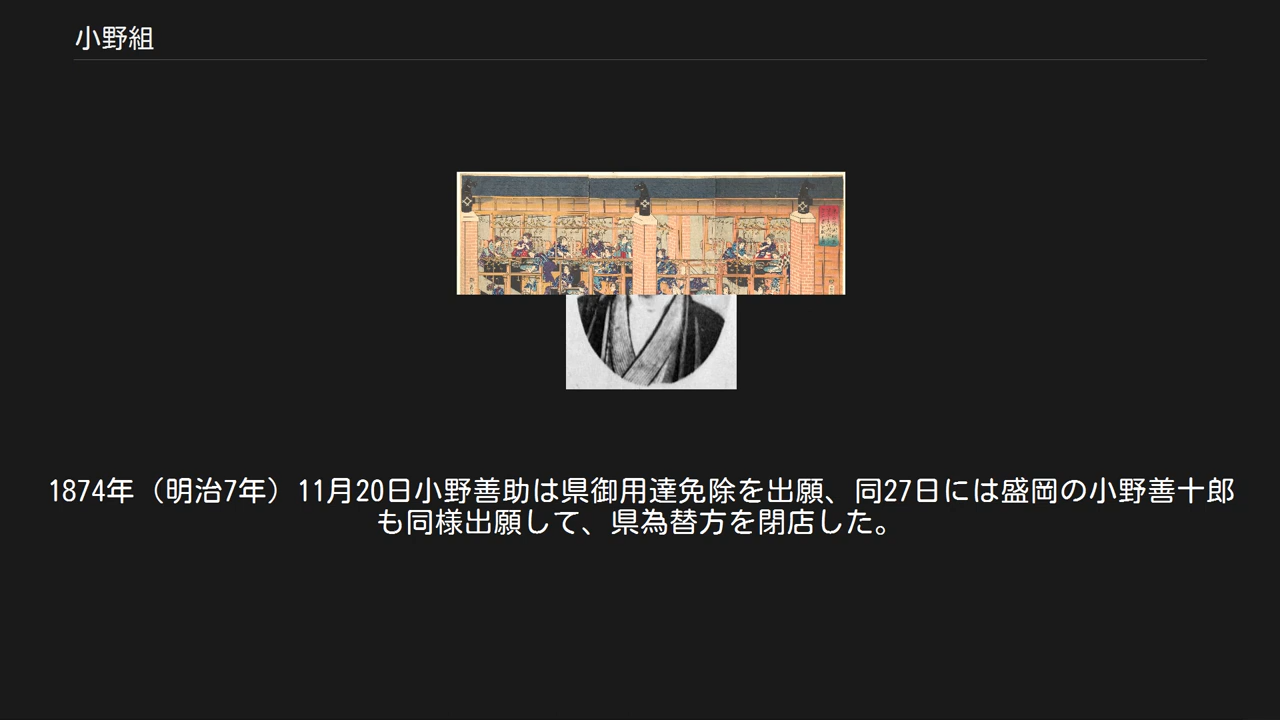 小野組
1874年（明治7年）11月20日小野善助は県御用達免除を出願、同27日には盛岡の小野善十郎
も同様出願して、県為替方を閉店した。